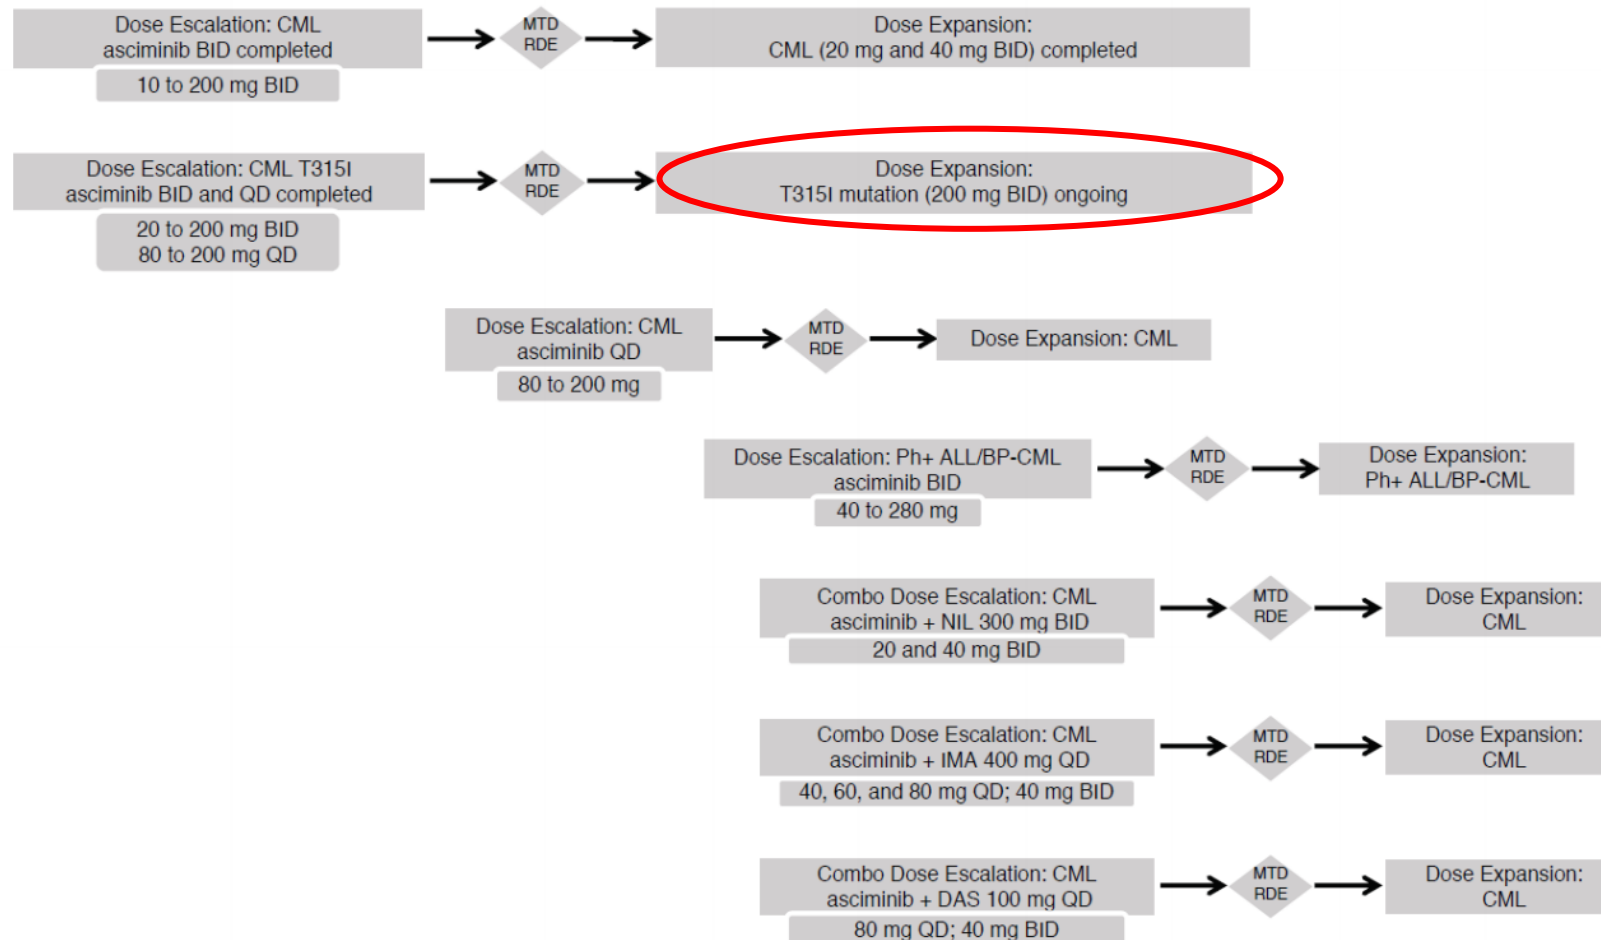 Dose Escalation: CML
asciminib BID completed
10 to 200 mg BID
MTD
RDE
Dose Expansion:
CML (20 mg and 40 mg BID) completed
Dose Escalation: CML T315I
asciminib BID and QD completed
20 to 200 mg BID
80 to 200 mg QD
MTD
RDE
Dose Expansion:
T315I mutation (200 mg BID) ongoing
Dose Escalation: CML
asciminib QD
80 to 200 mg
MTD
RDE
Dose Expansion: CML
Dose Escalation: Ph+ ALL/BP-CML
asciminib BID
40 to 280 mg
MTD
RDE
Dose Expansion:
Ph+ ALL/BP-CML
Combo Dose Escalation: CML
asciminib + NIL 300 mg BID
20 and 40 mg BID
MTD
RDE
Dose Expansion:
CML
Combo Dose Escalation: CML
asciminib + IMA 400 mg QD
40, 60, and 80 mg QD; 40 mg BID
MTD
RDE
Dose Expansion:
CML
Combo Dose Escalation: CML
asciminib + DAS 100 mg QD
80 mg QD; 40 mg BID
MTD
RDE
Dose Expansion:
CML